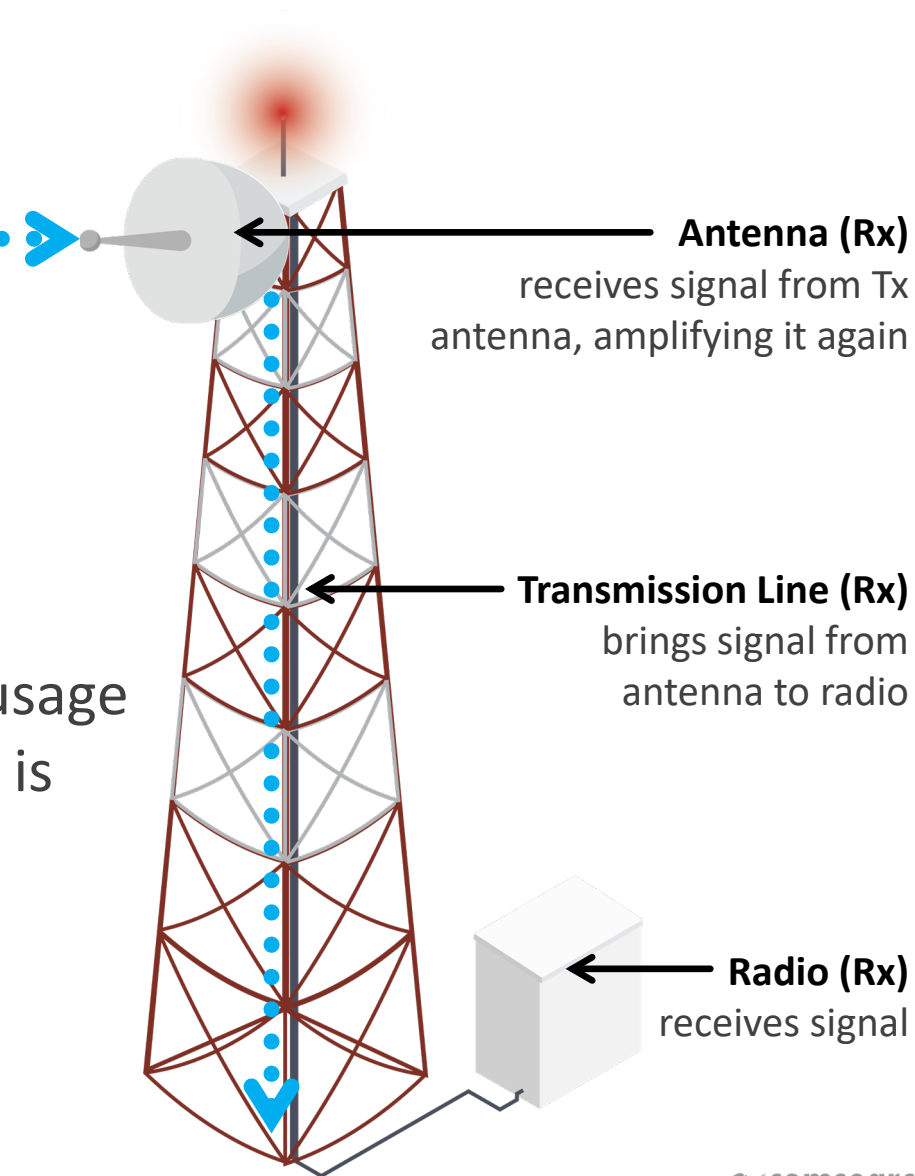 Antenna (Rx)
receives signal from Tx
antenna, amplifying it again
Transmission Line (Rx)
brings signal from
antenna to radio
usage
is
Radio (Rx)
receives signal